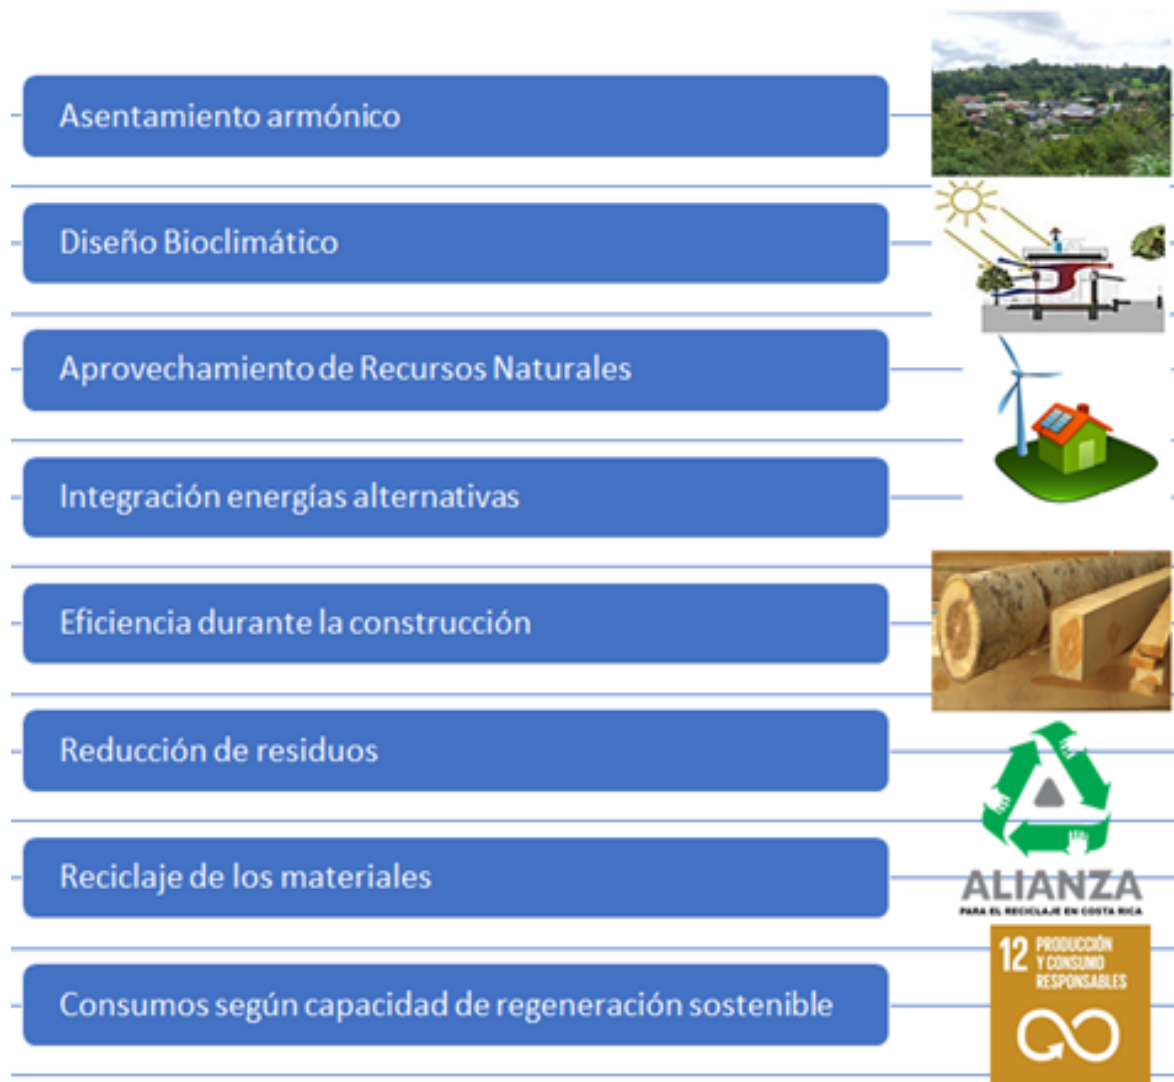 Asentamiento armónico
Diseño Bioclimático
Aprovechamiento de Recursos Naturales
Integración energías alternativas
Eficiencia durante la construcción
Reducción de residuos
Reciclaje de los materiales
ALIANZA
PARA EL RECICLAJE EN COSTA RICA
12 PRODUCCIÓN
Y CONSUMO
RESPONSABLES
Consumos según capacidad de regeneración sostenible